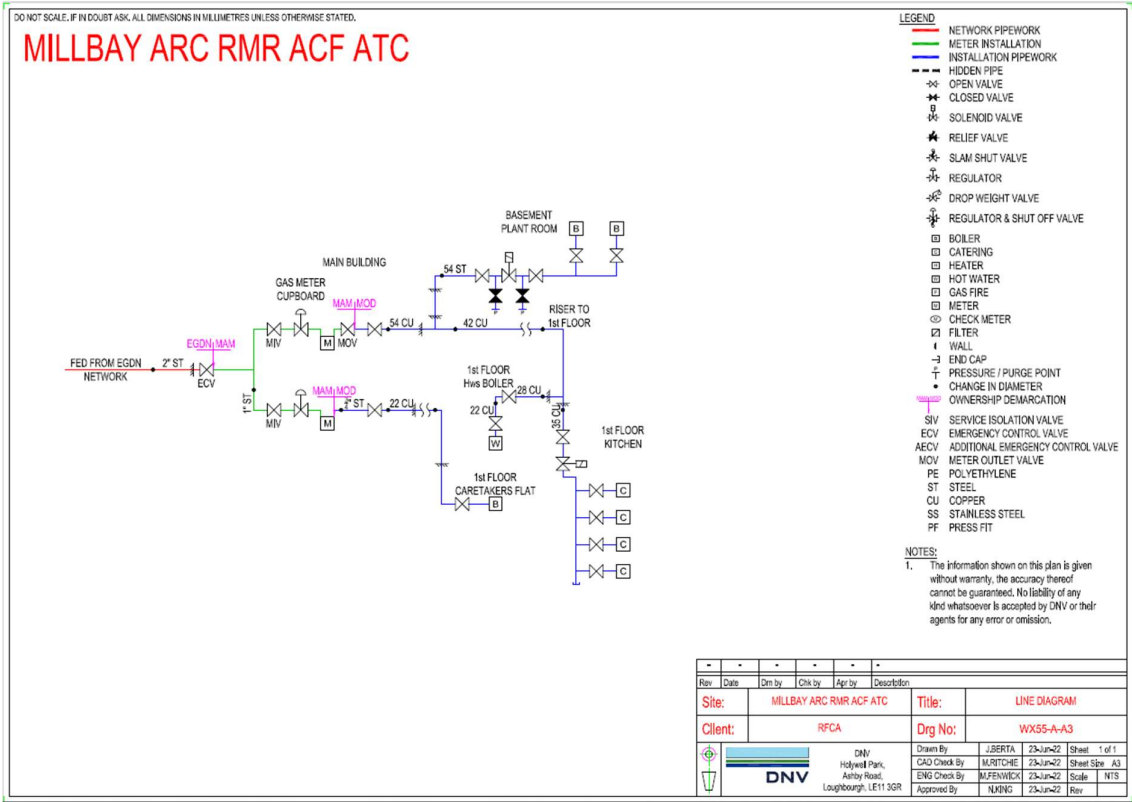 DO NOT SCALE. IF IN DOUBT ASK. ALL DIMENSIONS IN MILLIMETRES UNLESS OTHERWISE STATED.
MILLBAY ARC RMR ACF ATC
BASEMENT
PLANT ROOM
B
B
MAIN BUILDING
54 ST
GAS METER
CUPBOARD
MAM MOD
RISER TO
1st FLOOR
54 CU
42 CU
MIV
M
MOV
EGDN MAM
FED FROM EGDN
NETWORK
2" ST
ECV
1" ST
MAM MOD
1st FLOOR
Hws BOILER
28 CU
22 CU
35 CU
W
1st FLOOR
KITCHEN
MIV
M
22 CU
1st FLOOR
CARETAKERS FLAT
B
C
C
C
C
LEGEND
NETWORK PIPEWORK
METER INSTALLATION
INSTALLATION PIPEWORK
HIDDEN PIPE
OPEN VALVE
CLOSED VALVE
SOLENOID VALVE
RELIEF VALVE
SLAM SHUT VALVE
REGULATOR
DROP WEIGHT VALVE
REGULATOR & SHUT OFF VALVE
BOILER
CATERING
HEATER
HOT WATER
GAS FIRE
METER
CHECK METER
FILTER
WALL
END CAP
PRESSURE / PURGE POINT
CHANGE IN DIAMETER
OWNERSHIP DEMARCATION
SIV SERVICE ISOLATION VALVE
ECV EMERGENCY CONTROL VALVE
AECV ADDITIONAL EMERGENCY CONTROL VALVE
MOV METER OUTLET VALVE
PE POLYETHYLENE
ST STEEL
CU COPPER
SS STAINLESS STEEL
PF PRESS FIT
NOTES:
1. The information shown on this plan is given
without warranty, the accuracy thereof
cannot be guaranteed. No liability of any
kind whatsoever is accepted by DNV or their
agents for any error or omission.
- - - - - -
Rev Date Drn by Chk by Apr by Description
Site: MILLBAY ARC RMR ACF ATC Title: LINE DIAGRAM
Client: RFCA Drg No: WX55-A-A3
DNV
DNV
Holywell Park,
Ashby Road,
Loughbourgh, LE11 3GR
Drawn By J.BERTA 23-Jun-22 Sheet 1 of 1
CAD Check By M.RITCHIE 23-Jun-22 Sheet Size A3
ENG Check By M.FENWICK 23-Jun-22 Scale NTS
Approved By N.KING 23-Jun-22 Rev